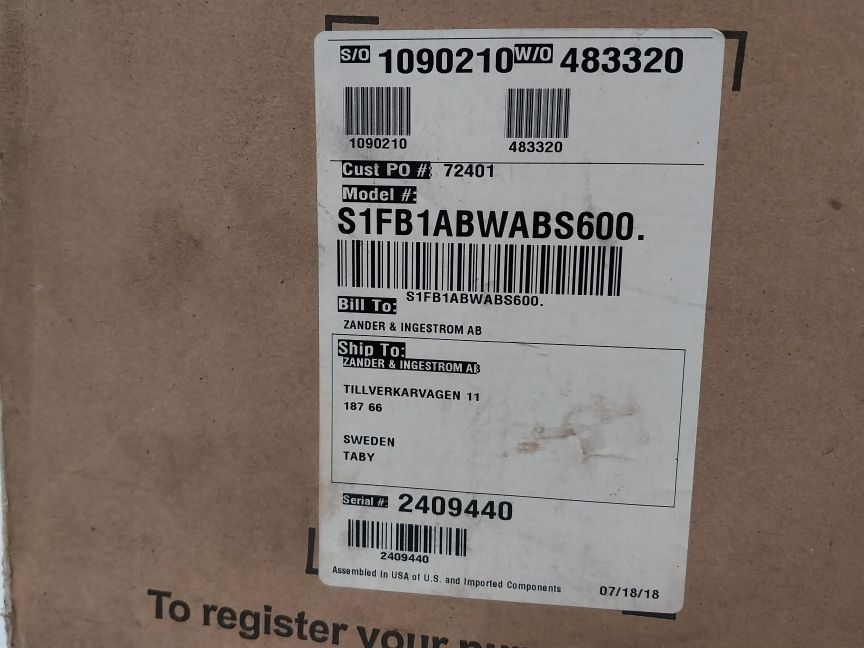 S/O 1090210 W/O 483320
1090210 483320
Cust PO #: 72401
Model #:
S1FB1ABWABS600.
S1FB1ABWABS600.
Bill To:
ZANDER & INGESTROM AB
Ship To:
ZANDER & INGESTROM AB
TILLVERKARVAGEN 11
187 66
SWEDEN
TABY
Serial #: 2409440
2409440
Assembled in USA of U.S. and Imported Components 07/18/18
To register your